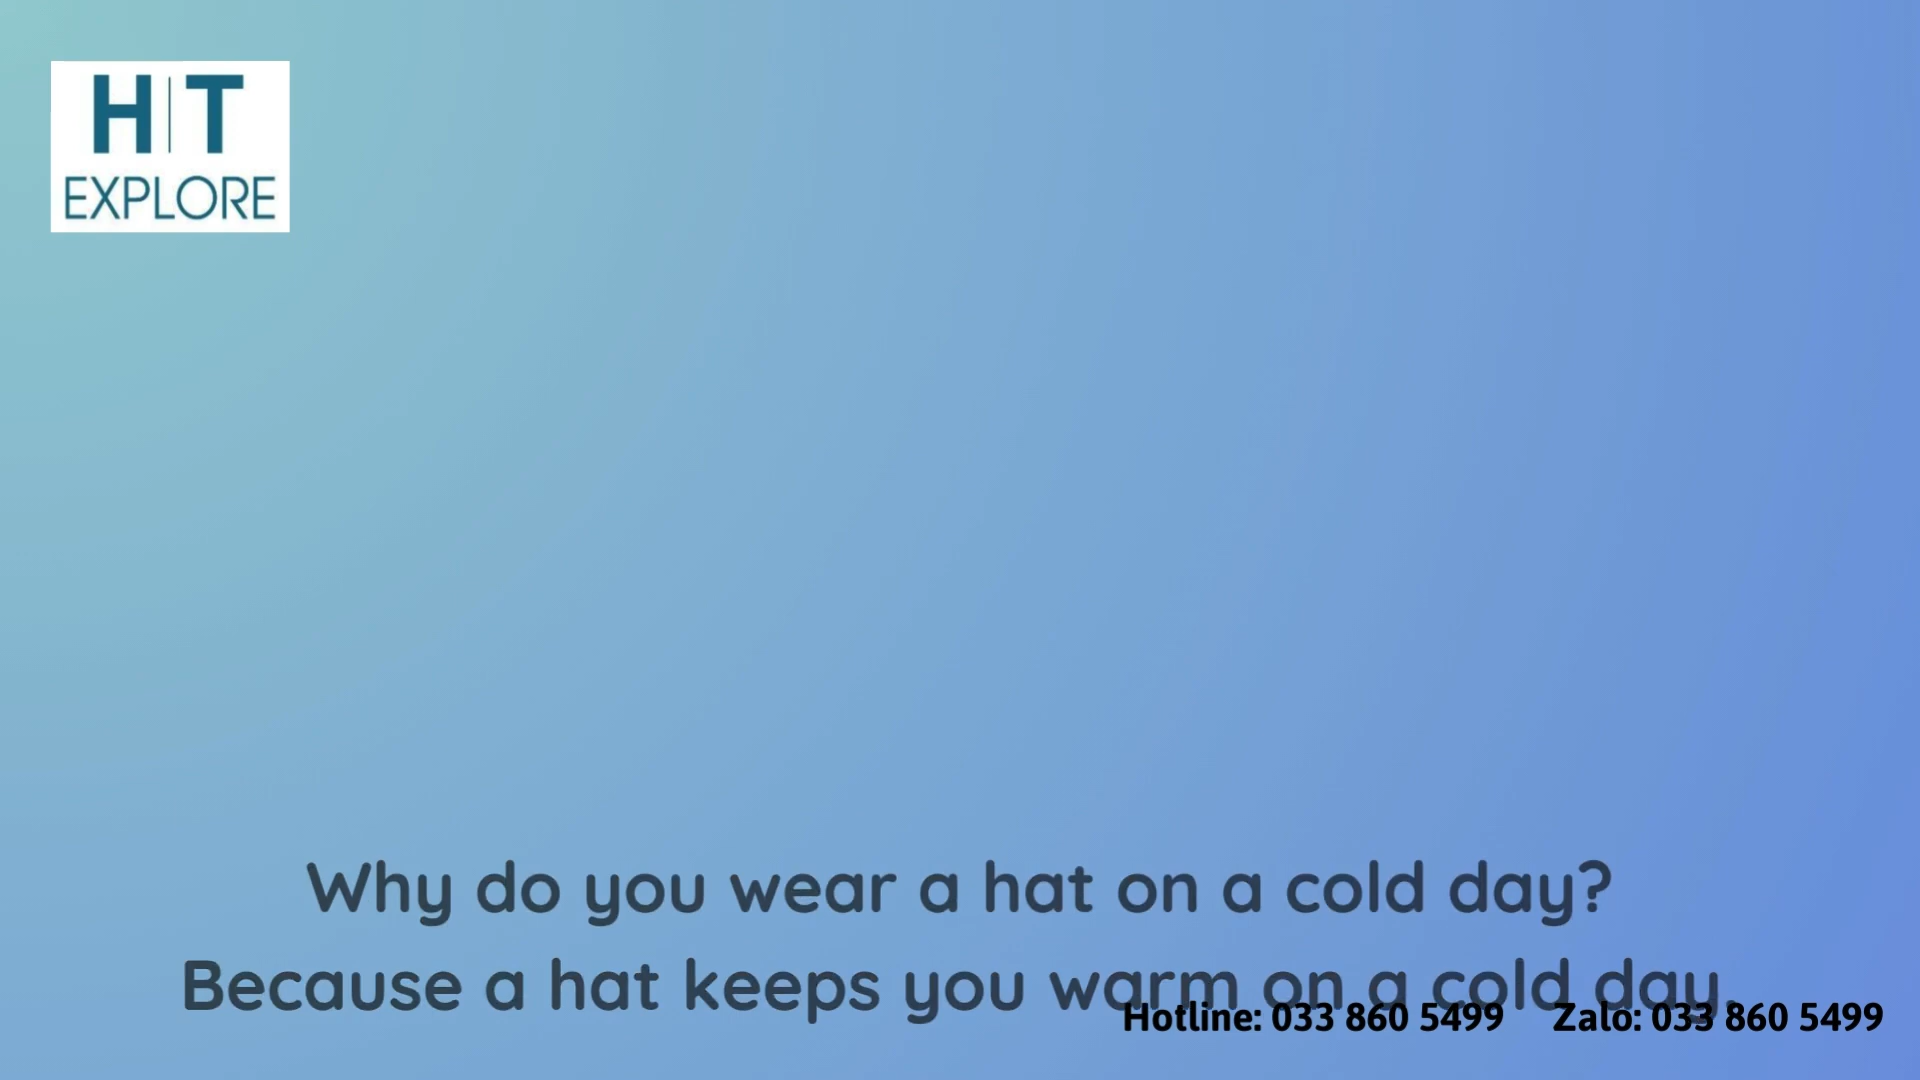 H|T
EXPLORE
Why do you wear a hat on a cold day?
Because a hat keeps you warm on a cold day.
Hotline: 033 860 5499 Zalo: 033 860 5499